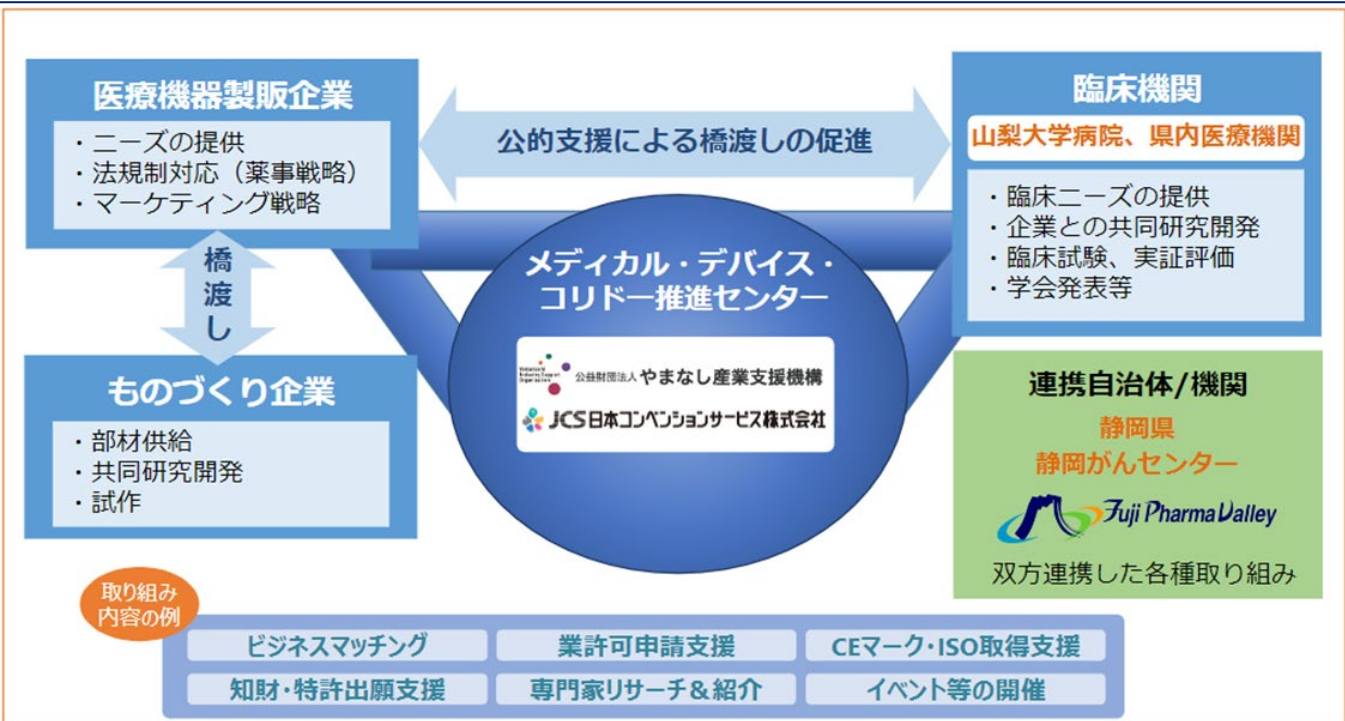 医療機器製販企業
・ニーズの提供
・法規制対応（薬事戦略）
・マーケティング戦略
橋渡し
ものづくり企業
・部材供給
・共同研究開発
・試作
公的支援による橋渡しの促進
メディカル・デバイス・
コリドー推進センター
Yamanashi
Industry Support
Organization
公益財団法人 やまなし産業支援機構
JCS日本コンベンションサービス株式会社
臨床機関
山梨大学病院、県内医療機関
・臨床ニーズの提供
・企業との共同研究開発
・臨床試験、実証評価
・学会発表等
連携自治体/機関
静岡県
静岡がんセンター
Fuji Pharma Valley
双方連携した各種取り組み
取り組み
内容の例
ビジネスマッチング
業許可申請支援
CEマーク・ISO取得支援
知財・特許出願支援
専門家リサーチ＆紹介
イベント等の開催